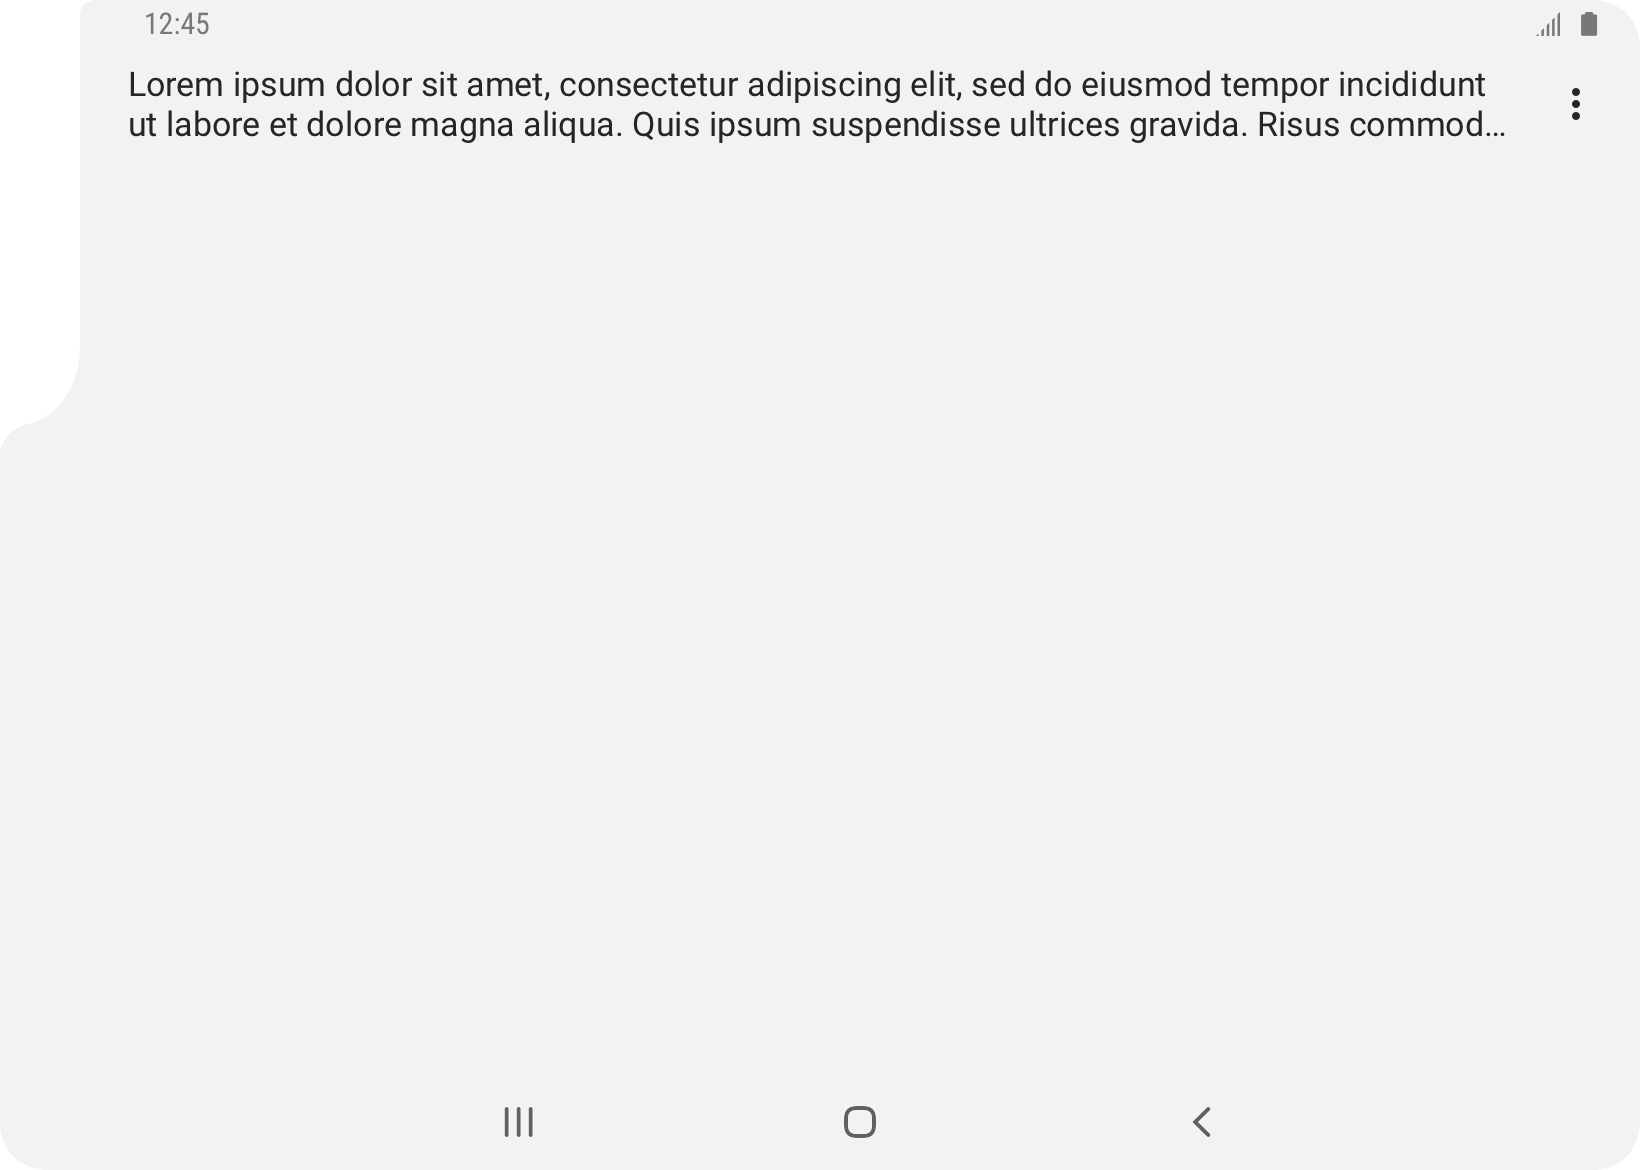 12:45
Lorem ipsum dolor sit amet, consectetur adipiscing elit, sed do eiusmod tempor incididunt
ut labore et dolore magna aliqua. Quis ipsum suspendisse ultrices gravida. Risus commod…